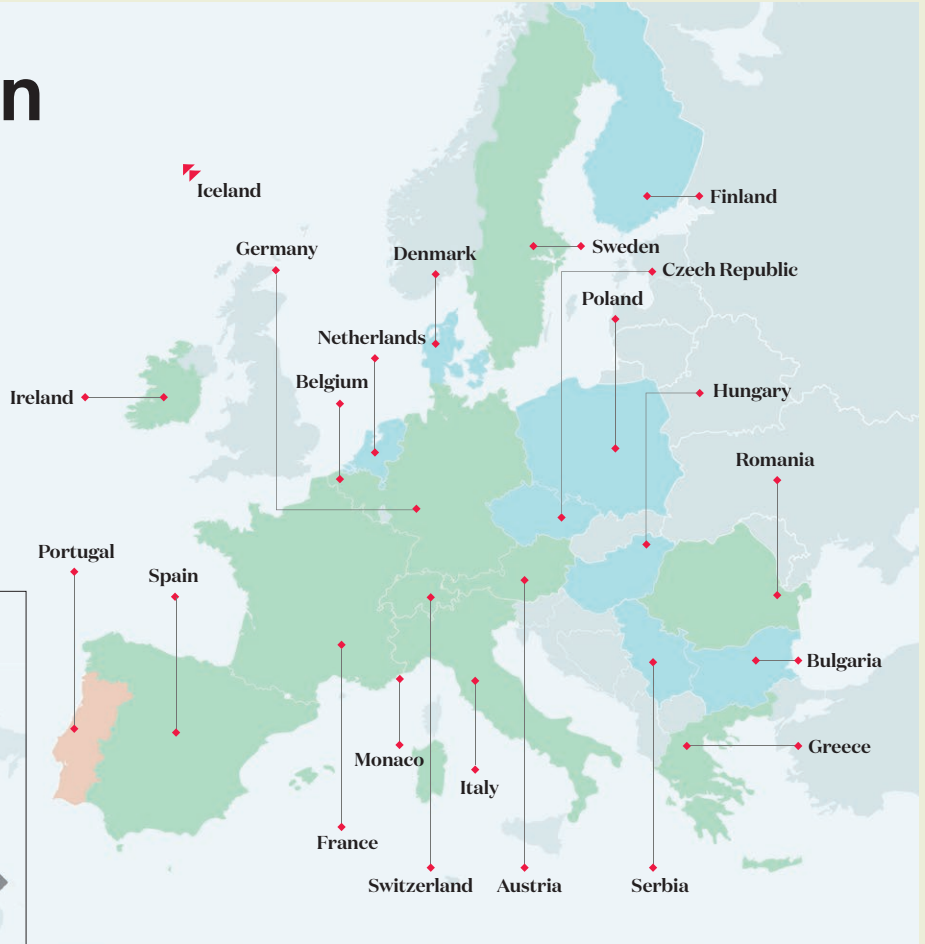 n
Iceland
Finland
Germany
Denmark
Sweden
Czech Republic
Poland
Netherlands
Belgium
Hungary
Ireland
Romania
Portugal
Spain
Bulgaria
Greece
Monaco
Italy
France
Switzerland
Austria
Serbia